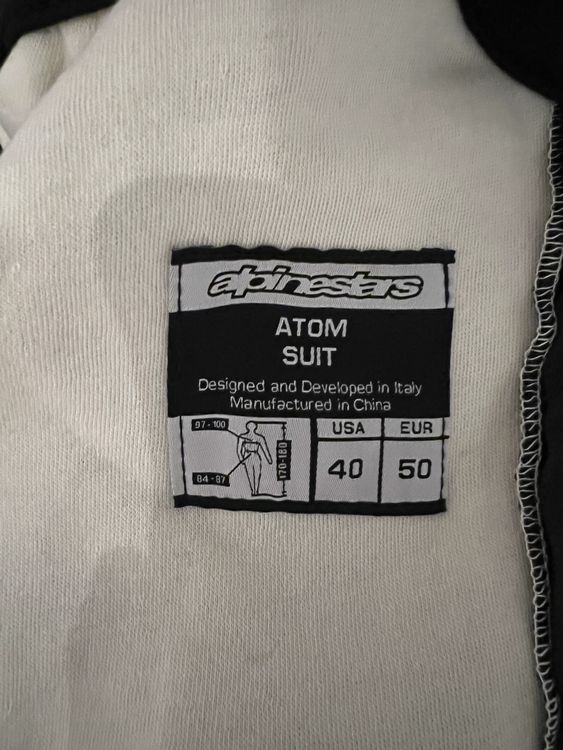 alpinestars
ATOM
SUIT
Designed and Developed in Italy
Manufactured in China
97 - 100
84 - 87
170-180
USA EUR
40 50